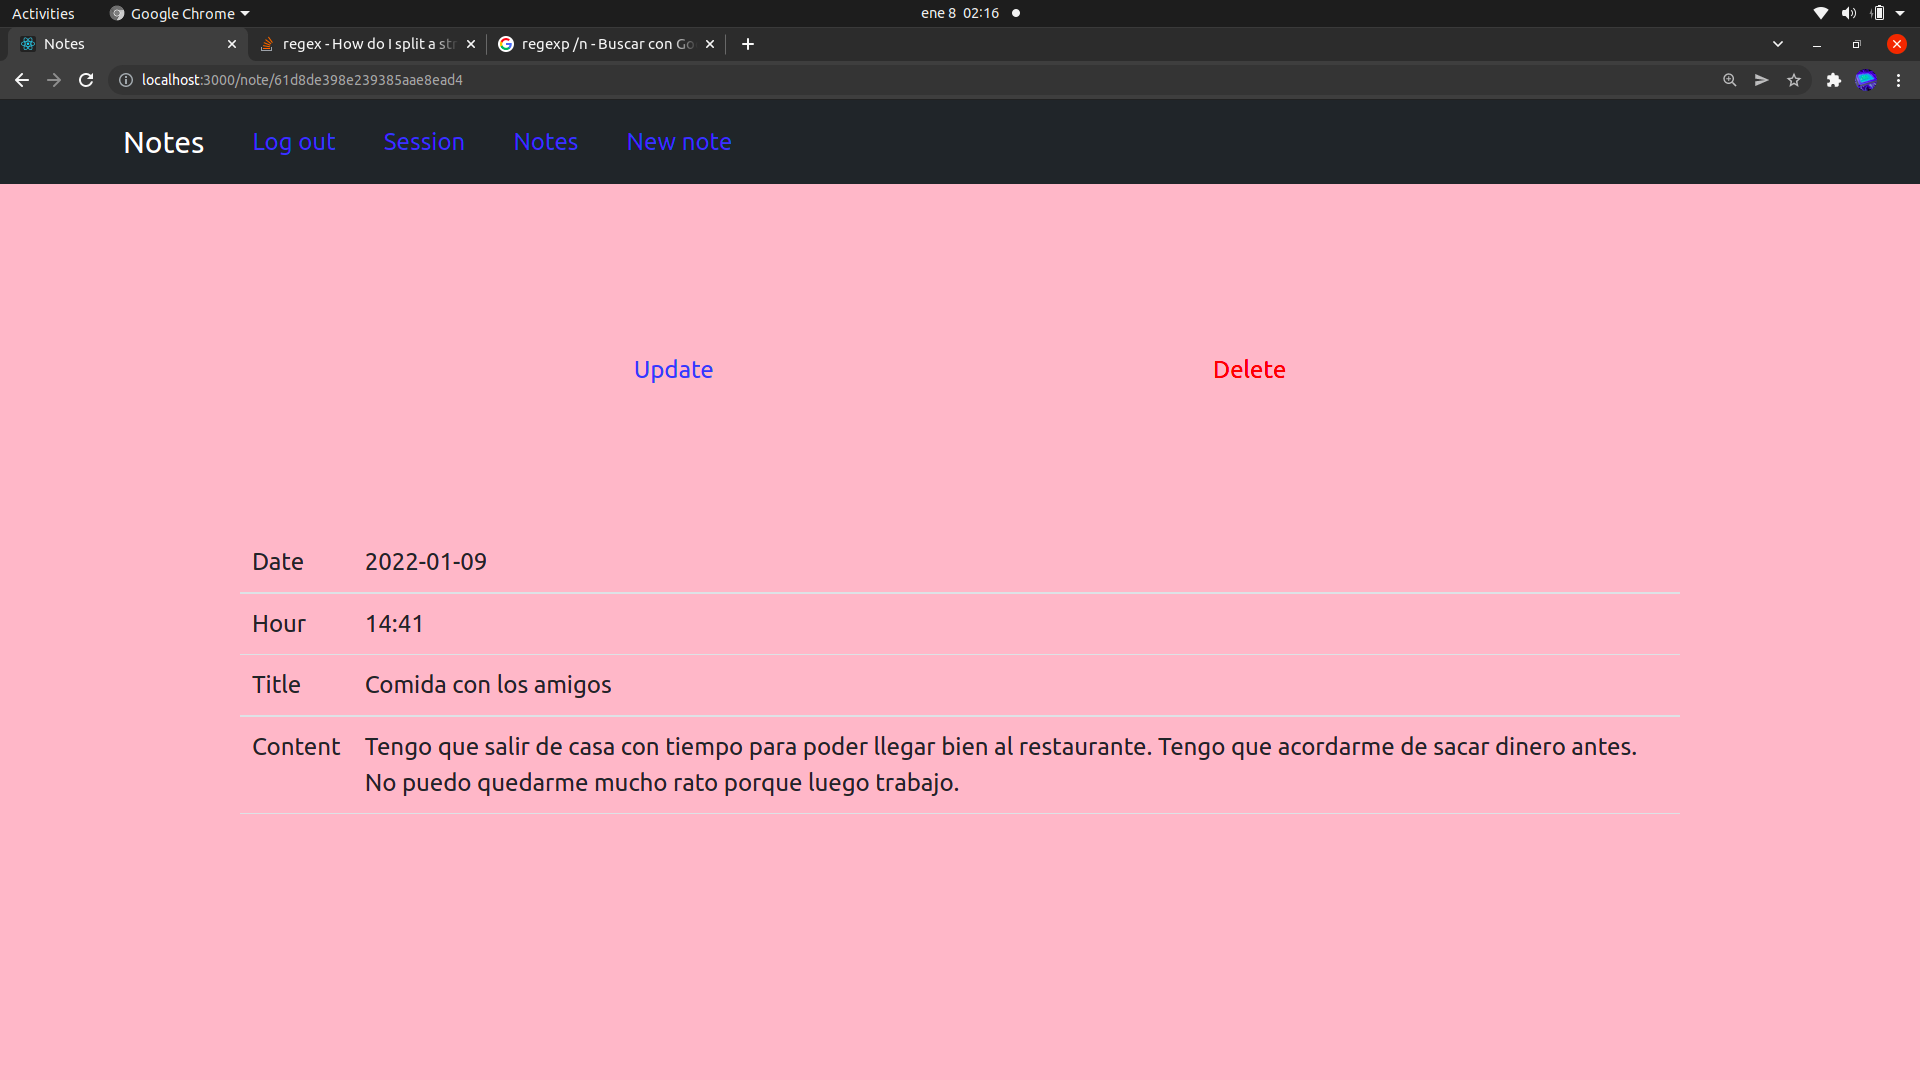 Activities Google Chrome ene 8 02:16
Notes regex - How do I split a str regexp /n - Buscar con Go
localhost:3000/note/61d8de398e239385aae8ead4
Notes Log out Session Notes New note
Update Delete
Date 2022-01-09
Hour 14:41
Title Comida con los amigos
Content Tengo que salir de casa con tiempo para poder llegar bien al restaurante. Tengo que acordarme de sacar dinero antes.
No puedo quedarme mucho rato porque luego trabajo.